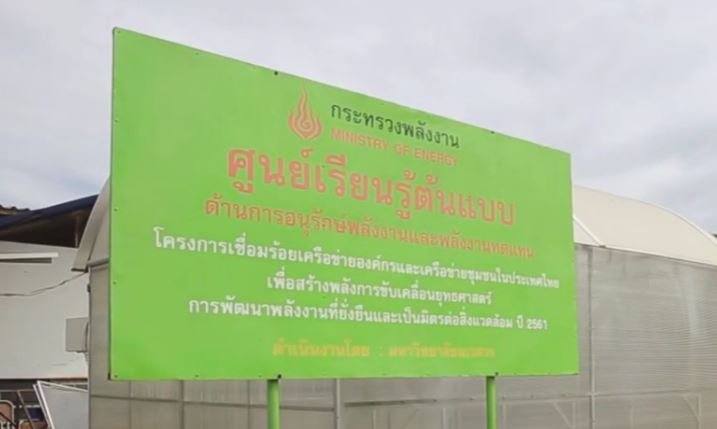 กระทรวงพลังงาน
MINISTRY OF ENERGY
ศูนย์เรียนรู้ต้นแบบ
ด้านการอนุรักษ์พลังงานและพลังงานทดแทน
โครงการเชื่อมร้อยเครือข่ายองค์กรและเครือข่ายชุมชนในประเทศไทย
เพื่อสร้างพลังการขับเคลื่อนยุทธศาสตร์
การพัฒนาพลังงานที่ยั่งยืนและเป็นมิตรต่อสิ่งแวดล้อม ปี 2561
ดำเนินงานโดย :